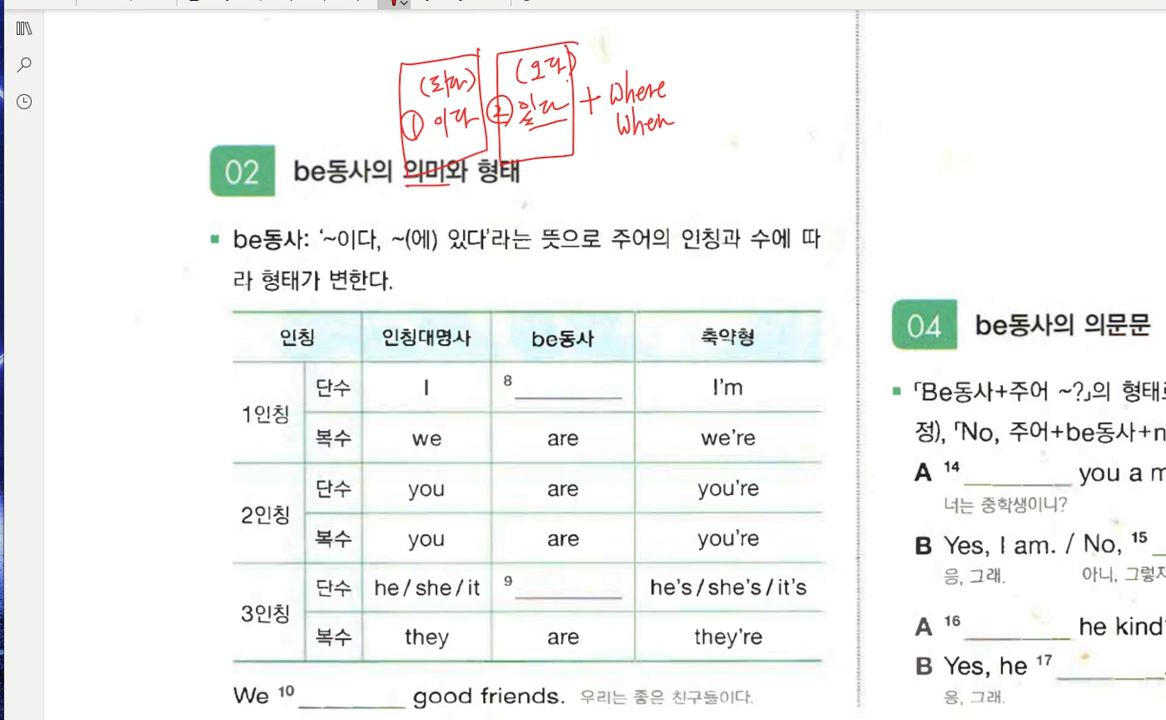 (되다) (오다)
① 이다 ② 있다 + Where
When
02 be동사의 의미와 형태
be동사: '~이다, ~(에) 있다'라는 뜻으로 주어의 인칭과 수에 따
라 형태가 변한다.
인칭 인칭대명사 be동사 축약형
1인칭 단수 I 8 ________ I'm
복수 we are we're
2인칭 단수 you are you're
복수 you are you're
3인칭 단수 he/she/it 9 ________ he's/she's/it's
복수 they are they're
We 10 ________ good friends. 우리는 좋은 친구들이다.
04 be동사의 의문문
「Be동사+주어 ~?」의 형태
정), 「No, 주어+be동사+n
A 14 ________ you a m
너는 중학생이니?
B Yes, I am. / No, 15
응, 그래. 아니, 그렇지
A 16 ________ he kind
B Yes, he 17 ________
응, 그래.